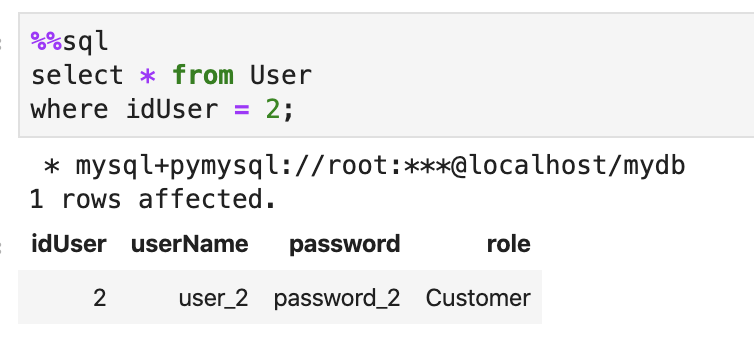 %%sql
select * from User
where idUser = 2;
* mysql+pymysql://root:***@localhost/mydb
1 rows affected.
idUser userName password role
2 user_2 password_2 Customer